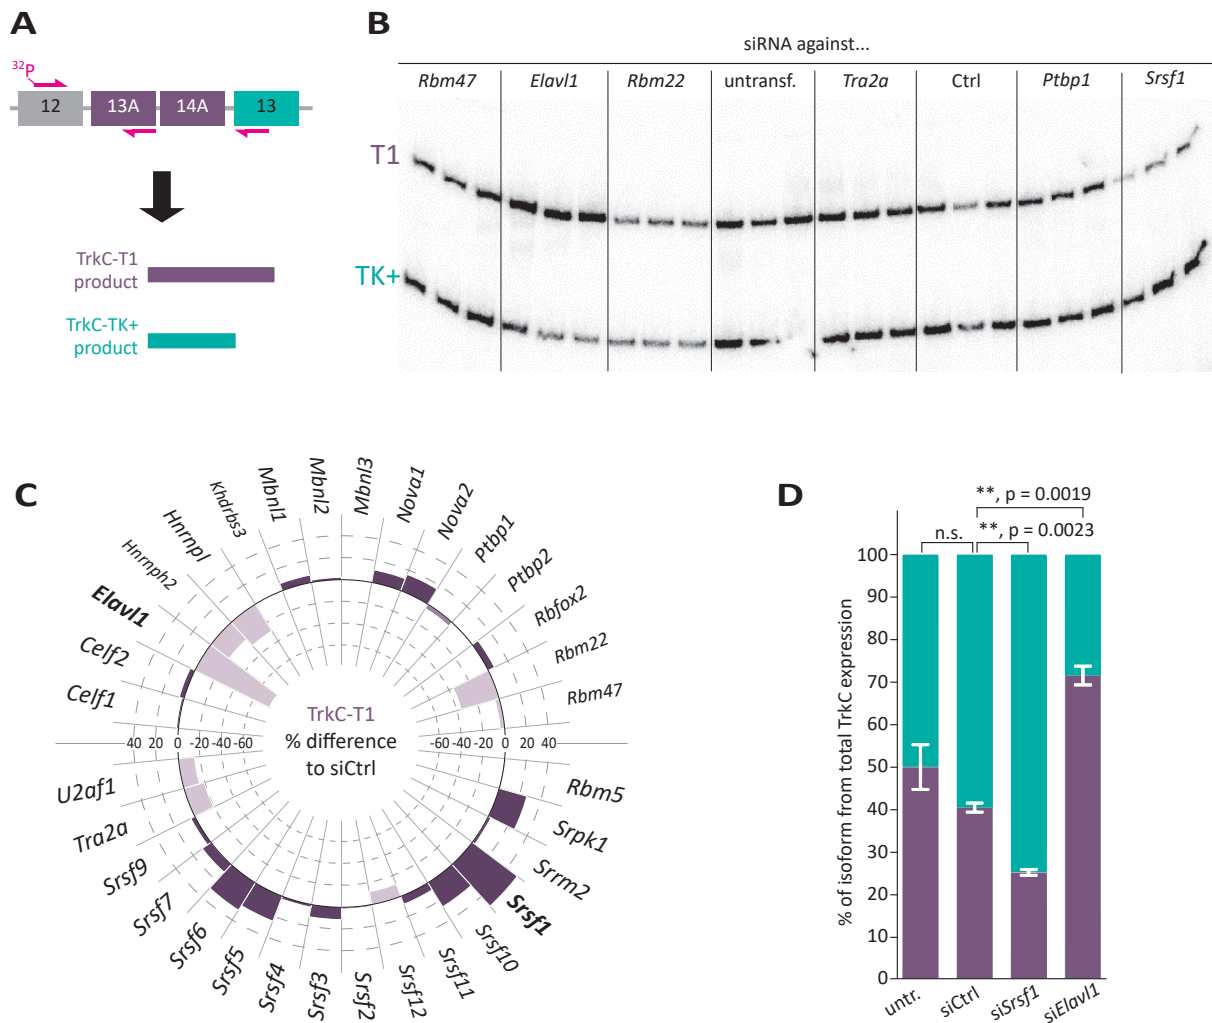 A
32P
12
13A
14A
13
TrkC-T1
product
TrkC-TK+
product
B
siRNA against...
Rbm47 Elavl1 Rbm22 untransf. Tra2a Ctrl Ptbp1 Srsf1
T1
TK+
C
Mbnl3
Nova1
Nova2
Ptbp1
Ptbp2
Rbfox2
Rbm22
Rbm47
Rbm5
Srpk1
Srrm2
Srsf1
Srsf10
Srsf11
Srsf12
Srsf2
Srsf3
Srsf4
Srsf5
Srsf6
Srsf7
Srsf9
Tra2a
U2af1
Celf1
Celf2
Elavl1
Hnrnph2
Hnrnpl
Khdrbs3
Mbnl1
Mbnl2
40 20 0 -20 -40 -60
-60 -40 -20 0 20 40
TrkC-T1
% difference
to siCtrl
D
**, p = 0.0019
n.s.
**, p = 0.0023
% of isoform from total TrkC expression
100
90
80
70
60
50
40
30
20
10
0
untr.
siCtrl
siSrsf1
siElavl1